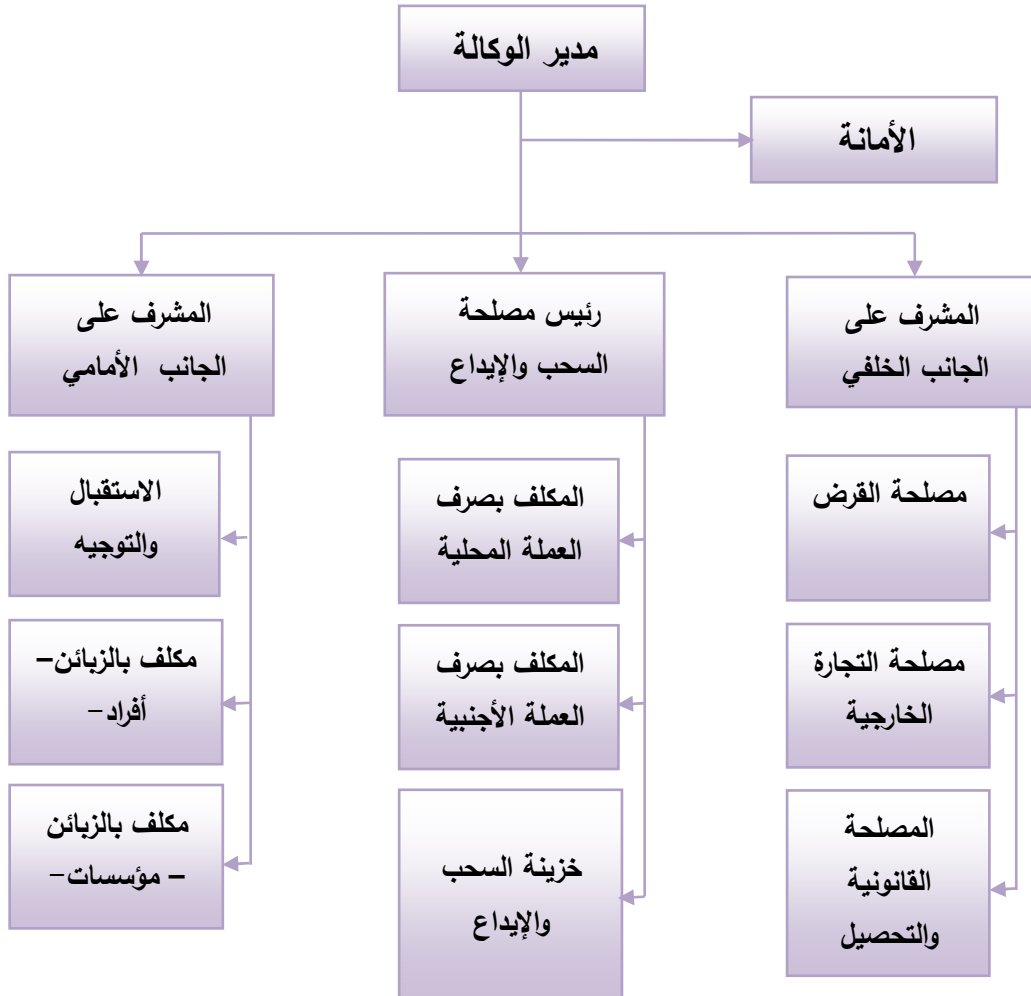 مدير الوكالة
الأمانة
المشرف على
الجانب الخلفي
مصلحة القرض
مصلحة التجارة
الخارجية
المصلحة
القانونية
والتحصيل
رئيس مصلحة
السحب والإيداع
المكلف بصرف
العملة المحلية
المكلف بصرف
العملة الأجنبية
خزينة السحب
والإيداع
المشرف على
الجانب الأمامي
الاستقبال
والتوجيه
مكلف بالزبائن–
أفراد-
مكلف بالزبائن
– مؤسسات-